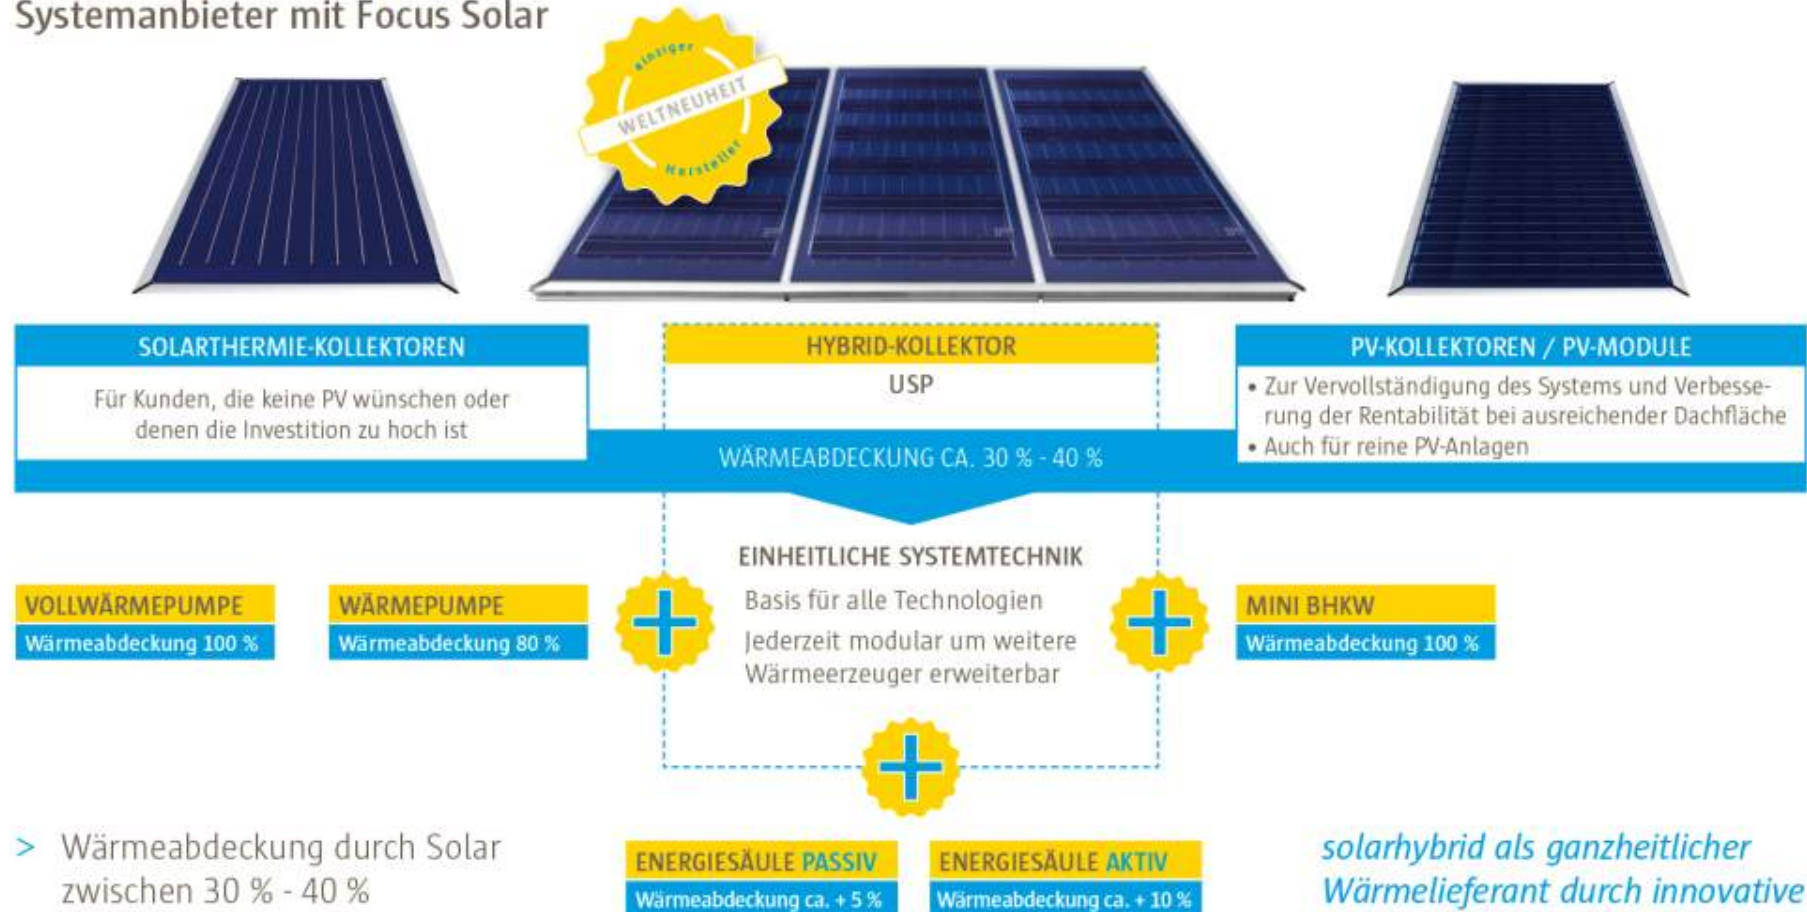 Systemanbieter mit Focus Solar
einziger
WELTNEUHEIT
Hersteller
SOLARTHERMIE-KOLLEKTOREN
Für Kunden, die keine PV wünschen oder
denen die Investition zu hoch ist
HYBRID-KOLLEKTOR
USP
PV-KOLLEKTOREN / PV-MODULE
• Zur Vervollständigung des Systems und Verbesse-
rung der Rentabilität bei ausreichender Dachfläche
• Auch für reine PV-Anlagen
WÄRMEABDECKUNG CA. 30 % - 40 %
EINHEITLICHE SYSTEMTECHNIK
Basis für alle Technologien
Jederzeit modular um weitere
Wärmeerzeuger erweiterbar
VOLLWÄRMEPUMPE
Wärmeabdeckung 100 %
WÄRMEPUMPE
Wärmeabdeckung 80 %
MINI BHKW
Wärmeabdeckung 100 %
> Wärmeabdeckung durch Solar
zwischen 30 % - 40 %
ENERGIESÄULE PASSIV
Wärmeabdeckung ca. + 5 %
ENERGIESÄULE AKTIV
Wärmeabdeckung ca. + 10 %
solarhybrid als ganzheitlicher
Wärmelieferant durch innovative